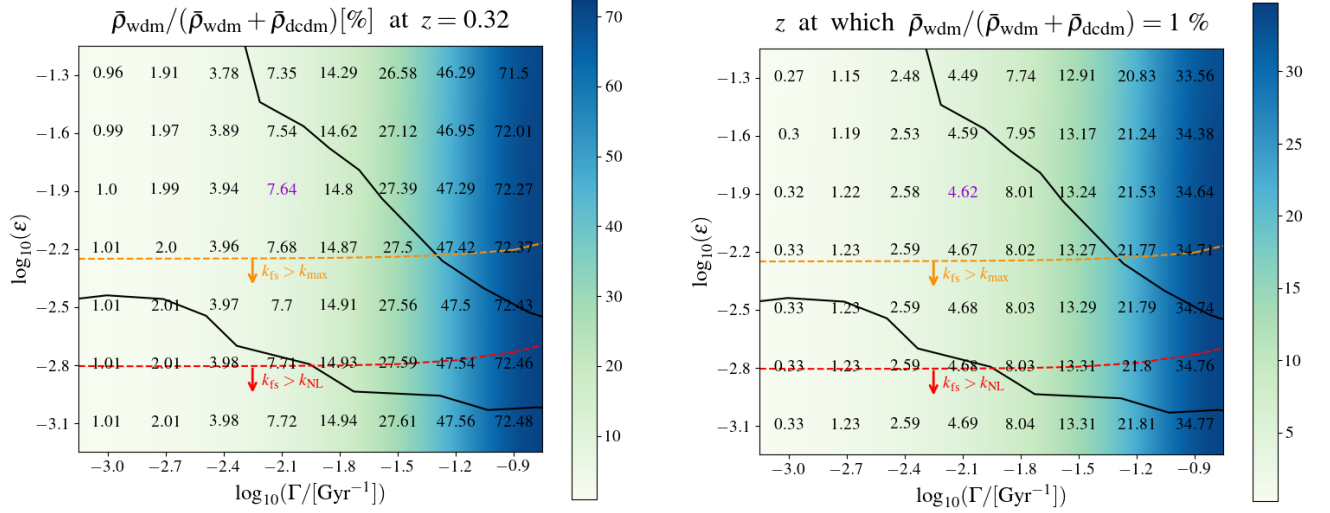 ρ̄wdm/(ρ̄wdm + ρ̄dcdm)[%] at z = 0.32
−1.3 0.96 1.91 3.78 7.35 14.29 26.58 46.29 71.5
−1.6 0.99 1.97 3.89 7.54 14.62 27.12 46.95 72.01
−1.9 1.0 1.99 3.94 7.64 14.8 27.39 47.29 72.27
−2.2 1.01 2.0 3.96 7.68 14.87 27.5 47.42 72.37
kfs > kmax
−2.5 1.01 2.01 3.97 7.7 14.91 27.56 47.5 72.43
−2.8 1.01 2.01 3.98 7.71 14.93 27.59 47.54 72.46
kfs > kNL
−3.1 1.01 2.01 3.98 7.72 14.94 27.61 47.56 72.48
log10(ε)
−3.0 −2.7 −2.4 −2.1 −1.8 −1.5 −1.2 −0.9
log10(Γ/[Gyr−1])
70
60
50
40
30
20
10
z at which ρ̄wdm/(ρ̄wdm + ρ̄dcdm) = 1 %
−1.3 0.27 1.15 2.48 4.49 7.74 12.91 20.83 33.56
−1.6 0.3 1.19 2.53 4.59 7.95 13.17 21.24 34.38
−1.9 0.32 1.22 2.58 4.62 8.01 13.24 21.53 34.64
−2.2 0.33 1.23 2.59 4.67 8.02 13.27 21.77 34.71
kfs > kmax
−2.5 0.33 1.23 2.59 4.68 8.03 13.29 21.79 34.74
−2.8 0.33 1.23 2.59 4.68 8.03 13.31 21.8 34.76
kfs > kNL
−3.1 0.33 1.23 2.59 4.69 8.04 13.31 21.81 34.77
log10(ε)
−3.0 −2.7 −2.4 −2.1 −1.8 −1.5 −1.2 −0.9
log10(Γ/[Gyr−1])
30
25
20
15
10
5